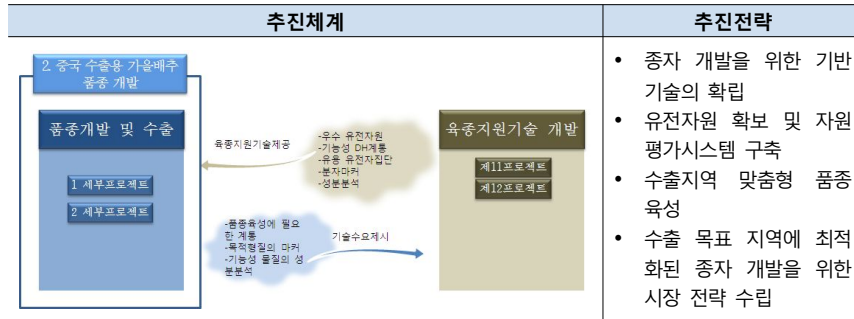 추진체계
추진전략
2. 중국 수출용 가을배추
품종 개발
품종개발 및 수출
1 세부프로젝트
2 세부프로젝트
육종지원기술제공
-우수 유전자원
-기능성 DH계통
-유용 유전자집단
-분자마커
-성분분석
육종지원기술 개발
제11프로젝트
제12프로젝트
-품종육성에 필요
한 계통
-목적형질의 마커
-기능성 물질의 성
분분석
기술수요제시
• 종자 개발을 위한 기반
기술의 확립
• 유전자원 확보 및 자원
평가시스템 구축
• 수출지역 맞춤형 품종
육성
• 수출 목표 지역에 최적
화된 종자 개발을 위한
시장 전략 수립